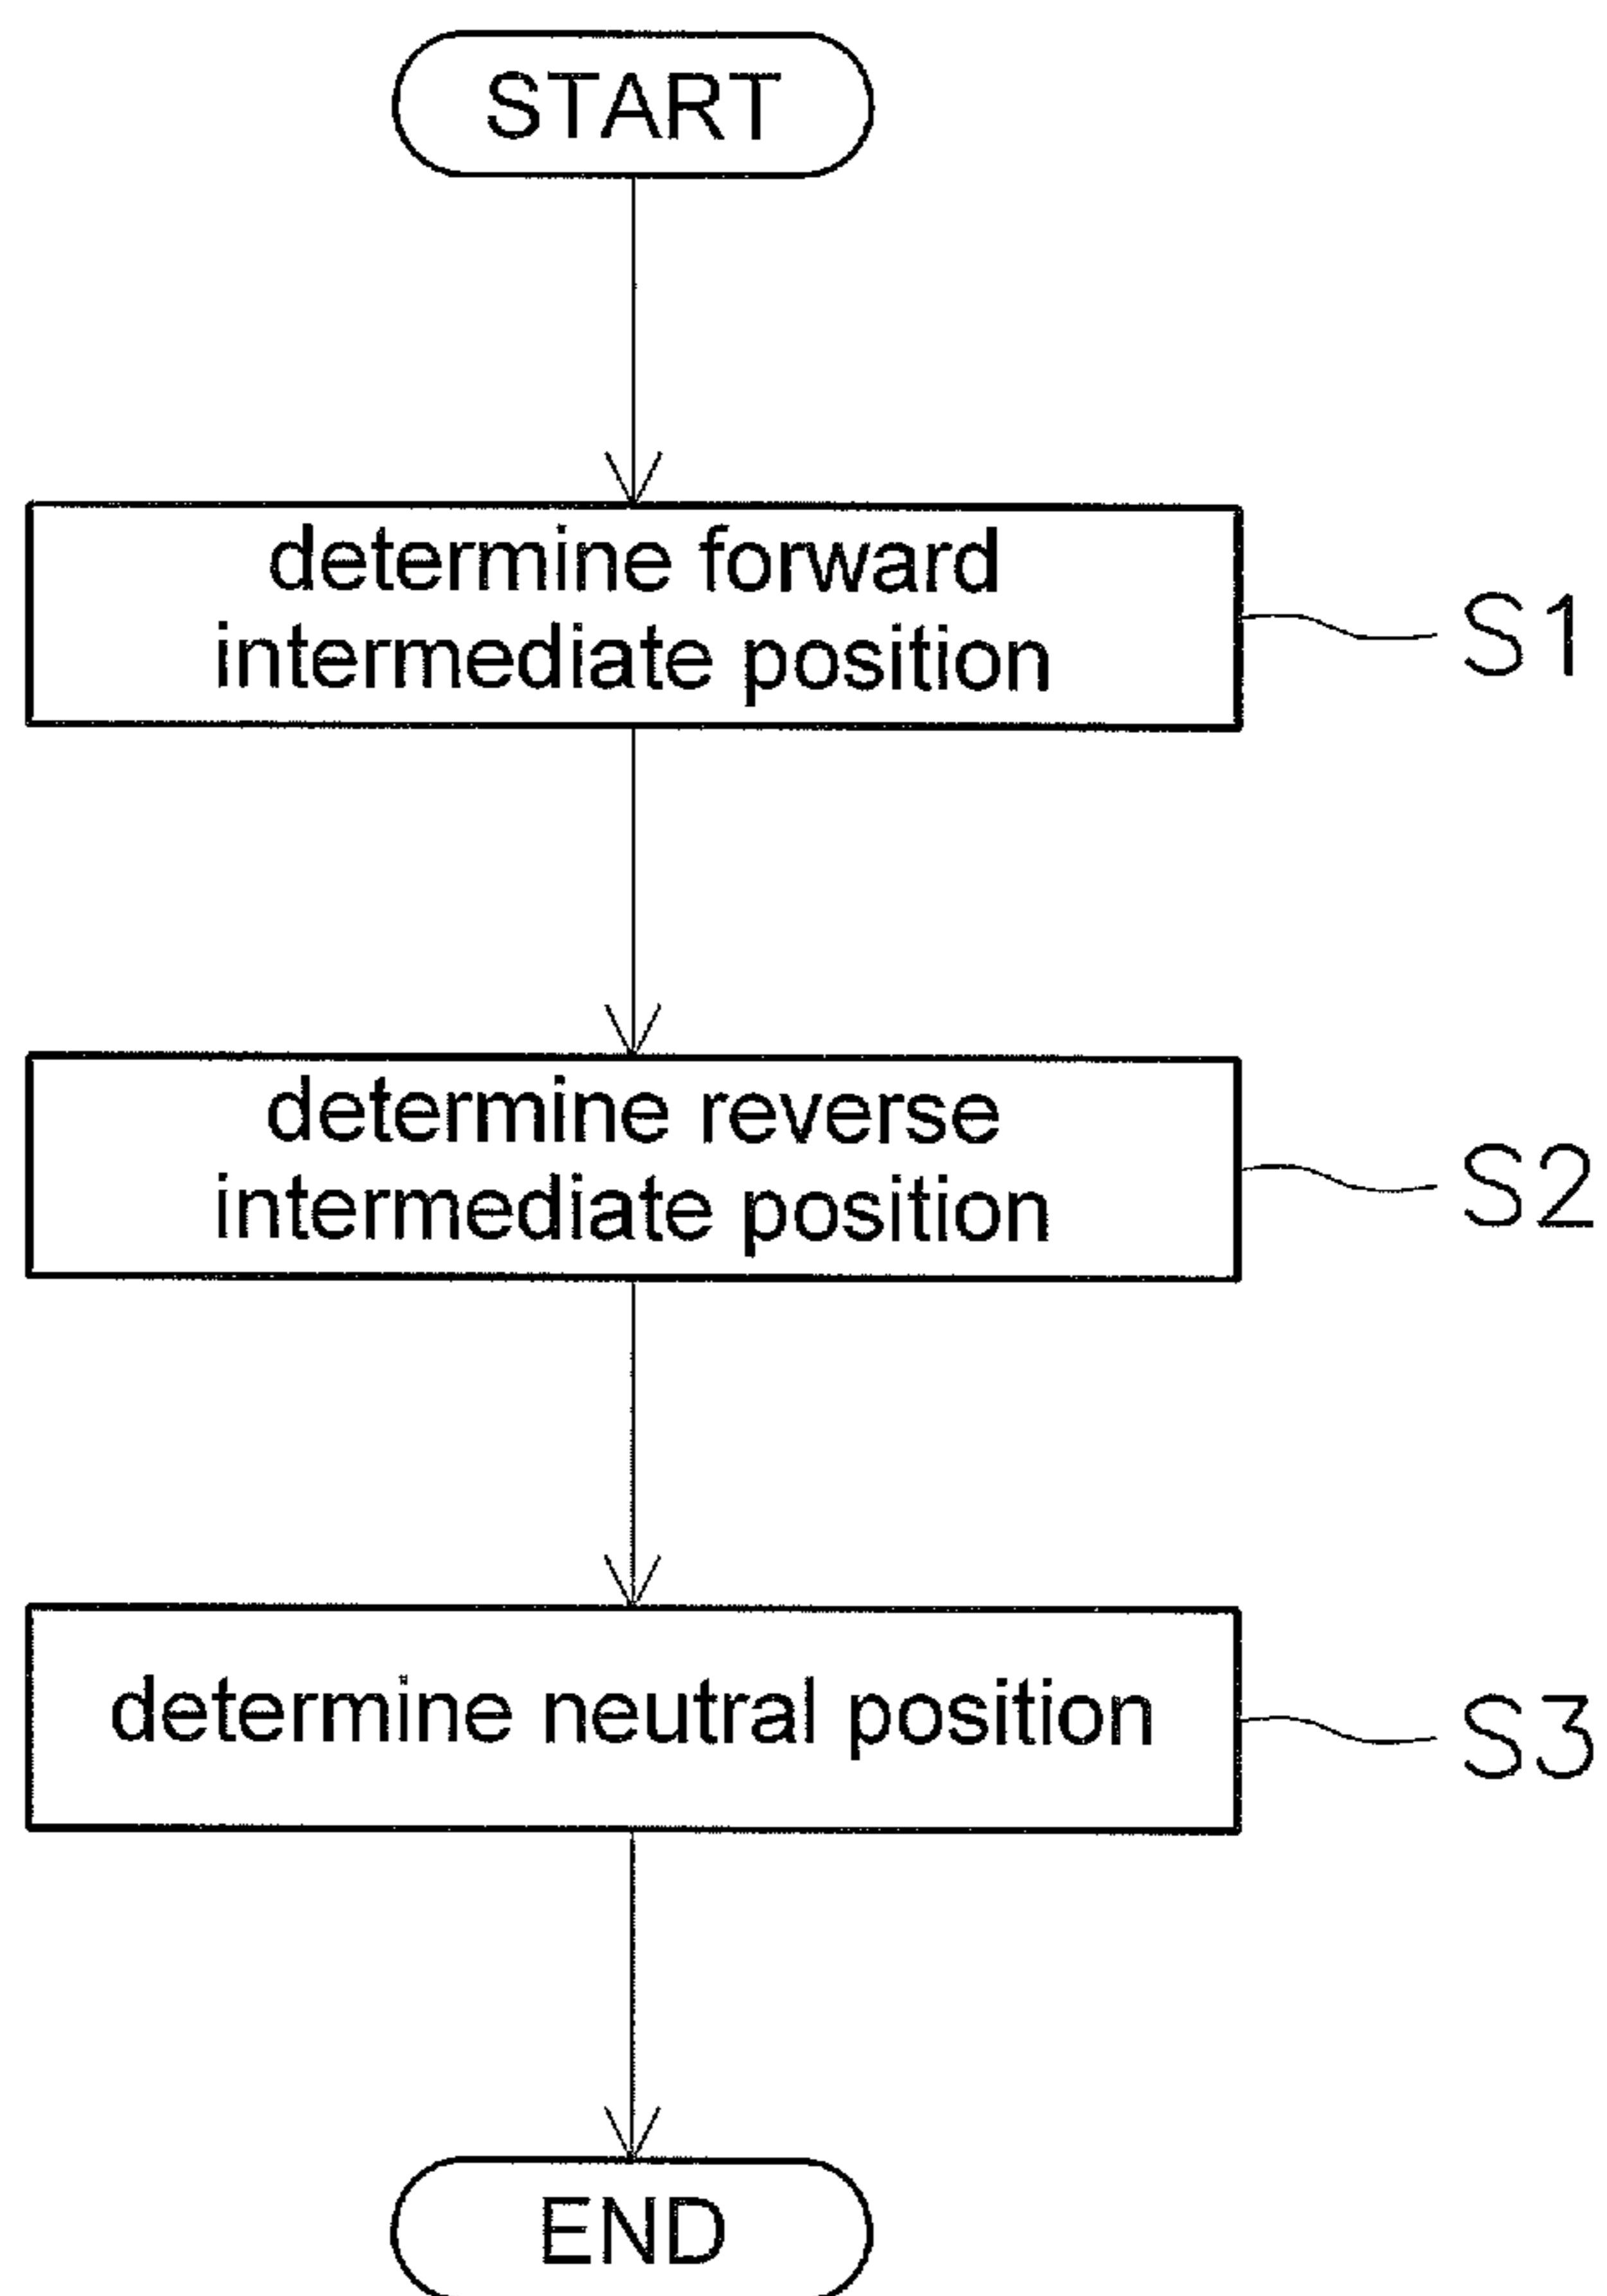 START
determine forward
intermediate position
S1
determine reverse
intermediate position
S2
determine neutral position
S3
END